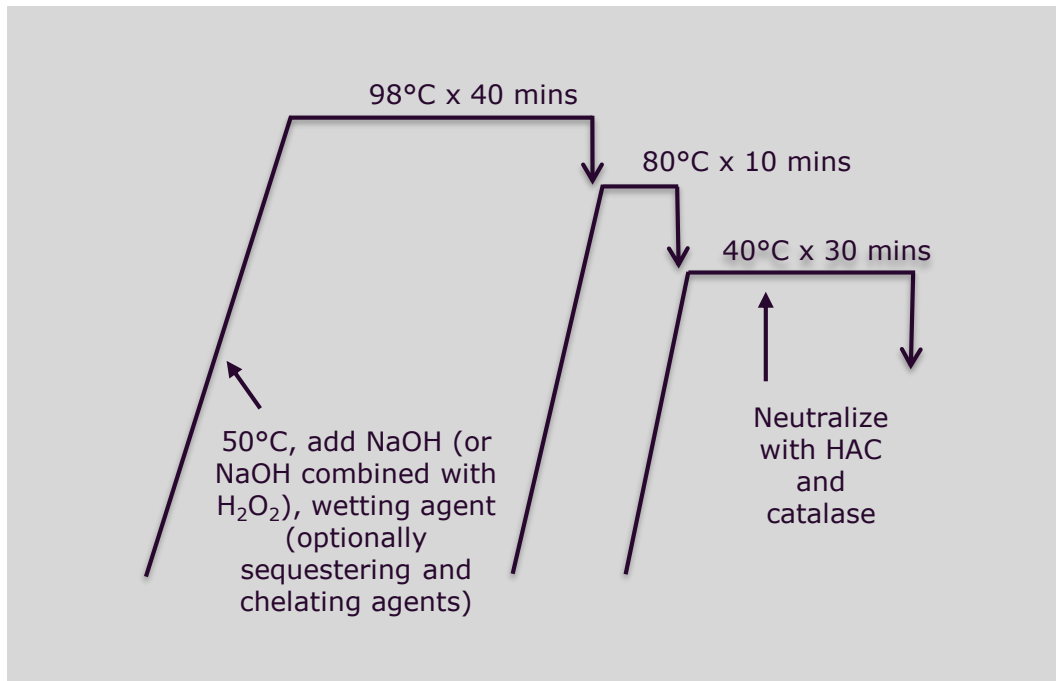 98°C x 40 mins
80°C x 10 mins
40°C x 30 mins
50°C, add NaOH (or
NaOH combined with
H₂O₂), wetting agent
(optionally
sequestering and
chelating agents)
Neutralize
with HAC
and
catalase